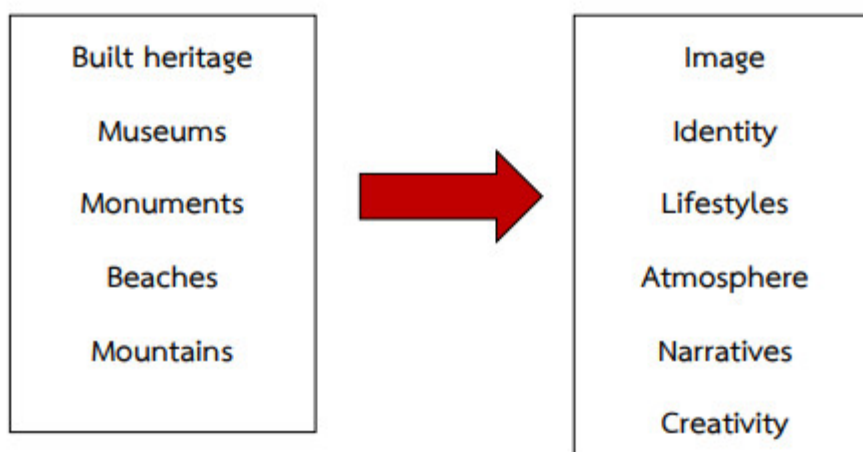 Built heritage
Museums
Monuments
Beaches
Mountains
Image
Identity
Lifestyles
Atmosphere
Narratives
Creativity